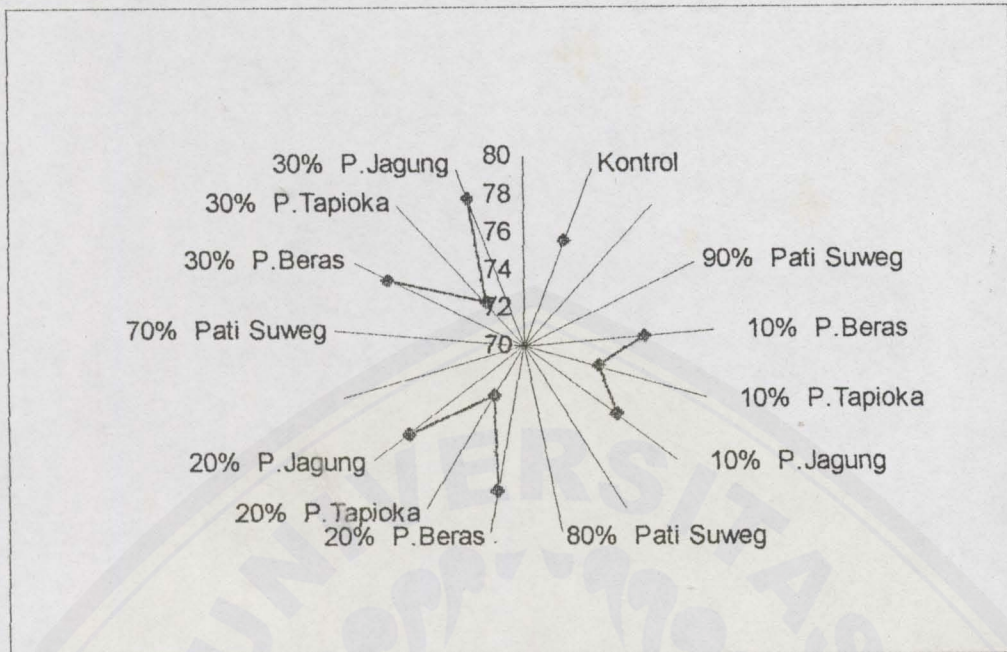 80
30% P.Jagung
Kontrol
78
30% P.Tapioka
76
90% Pati Suweg
30% P.Beras
74
72
70% Pati Suweg
10% P.Beras
70
10% P.Tapioka
20% P.Jagung
10% P.Jagung
20% P.Tapioka
20% P.Beras
80% Pati Suweg
UNIVERSITAS